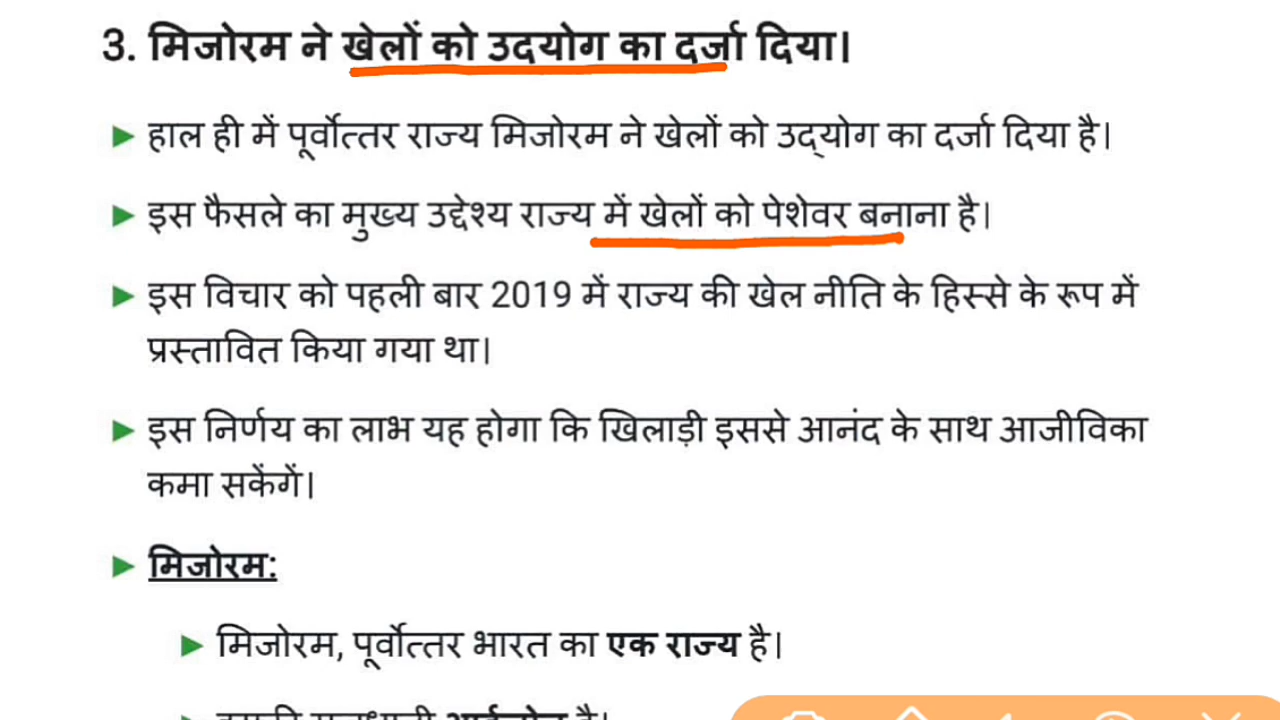 3. मिजोरम ने खेलों को उदयोग का दर्जा दिया।
► हाल ही में पूर्वोत्तर राज्य मिजोरम ने खेलों को उद्‌योग का दर्जा दिया है।
► इस फैसले का मुख्य उद्देश्य राज्य में खेलों को पेशेवर बनाना है।
► इस विचार को पहली बार 2019 में राज्य की खेल नीति के हिस्से के रूप में
प्रस्तावित किया गया था।
► इस निर्णय का लाभ यह होगा कि खिलाड़ी इससे आनंद के साथ आजीविका
कमा सकेंगें।
► मिजोरम:
► मिजोरम, पूर्वोत्तर भारत का एक राज्य है।